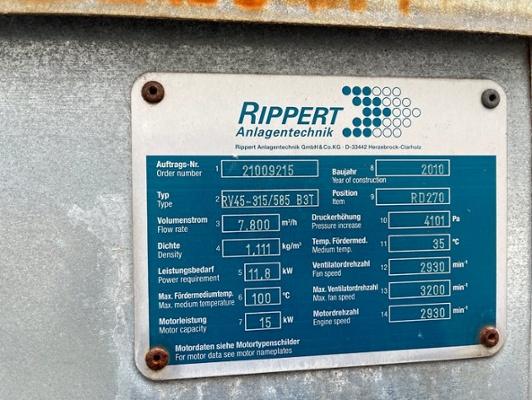 RIPPERT
Anlagentechnik
Rippert Anlagentechnik GmbH & Co. KG · D-33442 Herzebrock-Clarholz
Auftrags-Nr. 1 21009215
Order number
Baujahr 8 2010
Year of construction
Typ 2 RV45-315/585 B3T
Type
Position 9 RD270
Item
Volumenstrom 3 7.800 m³/h
Flow rate
Druckerhöhung 10 4101 Pa
Pressure increase
Dichte 4 1,111 kg/m³
Density
Temp. Fördermed. 11 35 °C
Medium temp.
Leistungsbedarf 5 11.8 kW
Power requirement
Ventilatordrehzahl 12 2930 min⁻¹
Fan speed
Max. Fördermediumtemp. 6 100 °C
Max. medium temperature
Max. Ventilatordrehzahl 13 3200 min⁻¹
Max. fan speed
Motorleistung 7 15 kW
Motor capacity
Motordrehzahl 14 2930 min⁻¹
Engine speed
Motordaten siehe Motortypenschilder
For motor data see motor nameplates